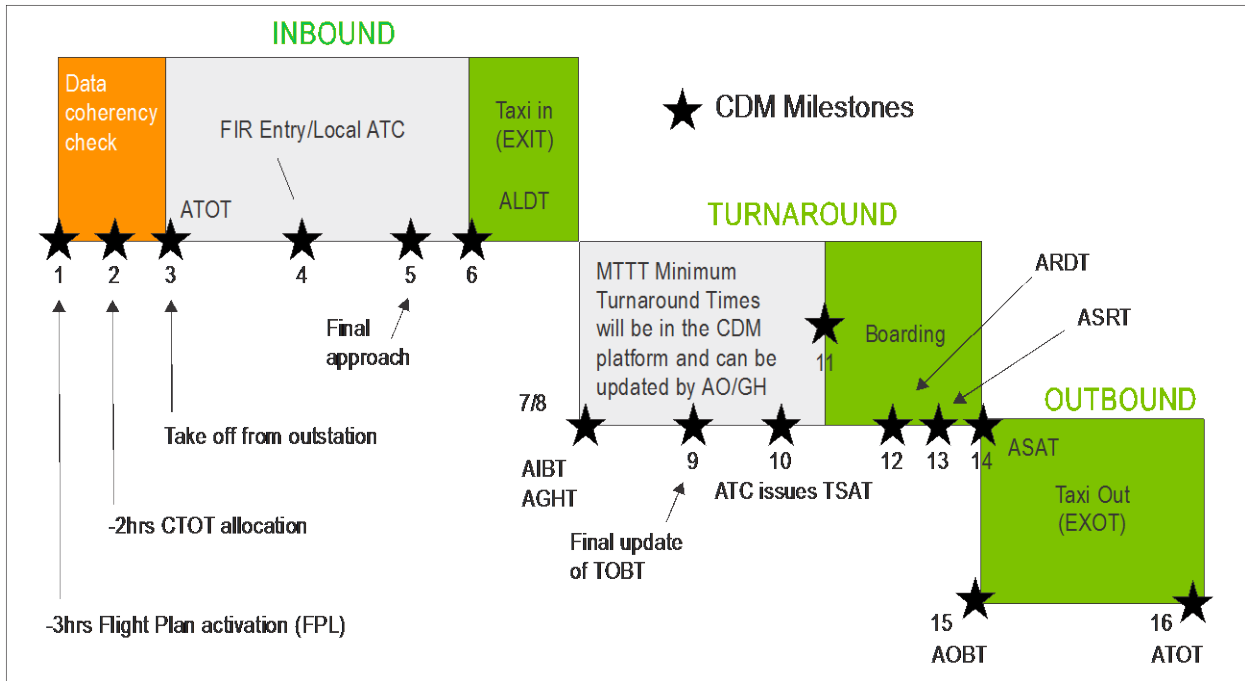 INBOUND
Data
coherency
check
FIR Entry/Local ATC
Taxi in
(EXIT)
ALDT
ATOT
CDM Milestones
1
2
3
4
5
6
Final
approach
Take off from outstation
-2hrs CTOT allocation
-3hrs Flight Plan activation (FPL)
TURNAROUND
MTTT Minimum
Turnaround Times
will be in the CDM
platform and can be
updated by AO/GH
11
Boarding
ARDT
ASRT
7/8
AIBT
AGHT
9
10
12
13
14
ATC issues TSAT
Final update
of TOBT
OUTBOUND
ASAT
Taxi Out
(EXOT)
15
AOBT
16
ATOT